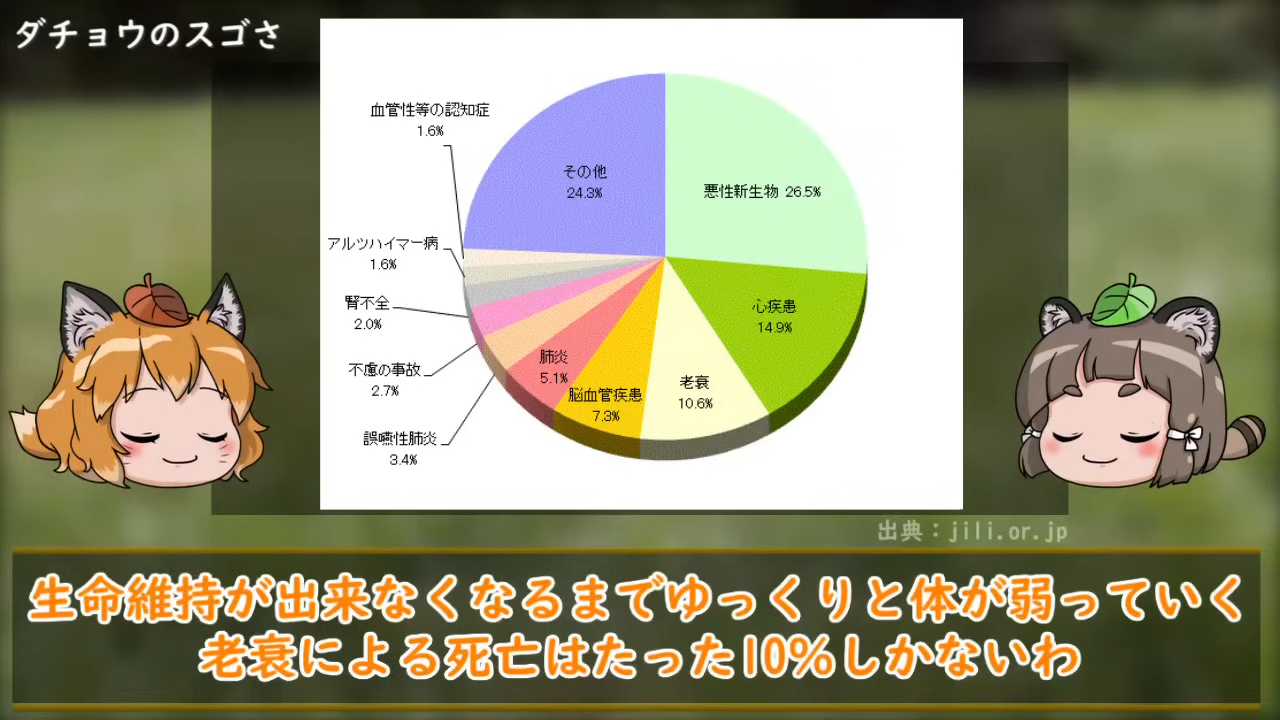 ダチョウのスゴさ
血管性等の認知症
1.6%
その他
24.3%
悪性新生物 26.5%
アルツハイマー病
1.6%
腎不全
2.0%
心疾患
14.9%
不慮の事故
2.7%
肺炎
5.1%
脳血管疾患
7.3%
老衰
10.6%
誤嚥性肺炎
3.4%
出典：jili.or.jp
生命維持が出来なくなるまでゆっくりと体が弱っていく
老衰による死亡はたった10%しかないわ